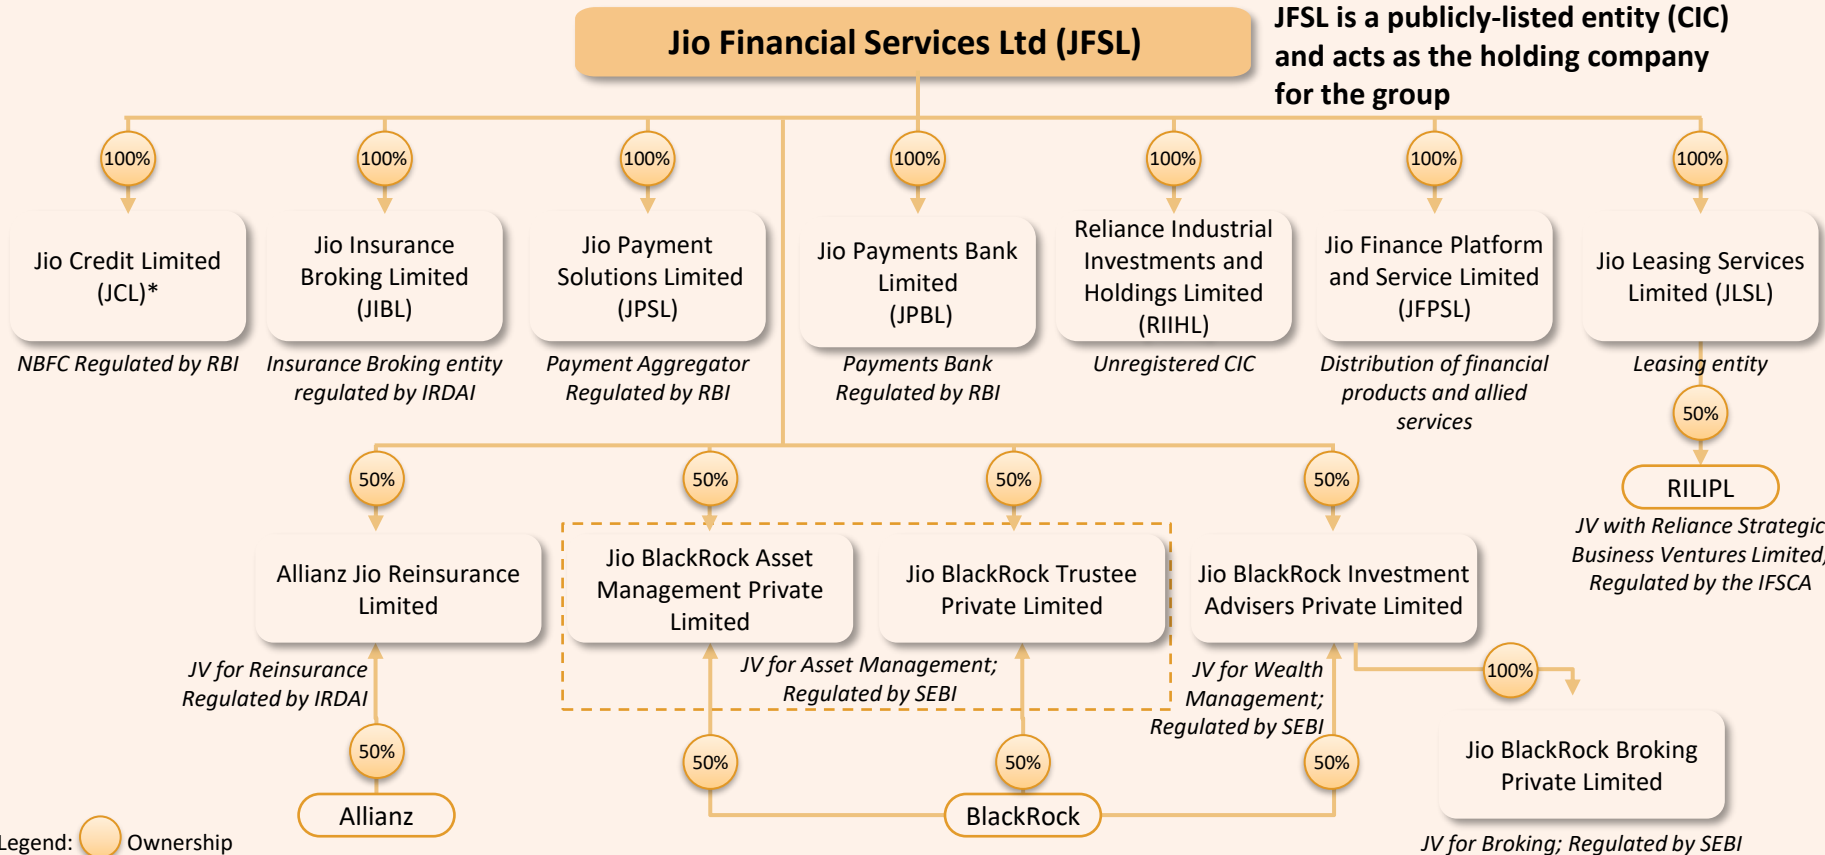 Jio Financial Services Ltd (JFSL)
JFSL is a publicly-listed entity (CIC)
and acts as the holding company
for the group
100%
100%
100%
100%
100%
100%
100%
Jio Credit Limited
(JCL)*
Jio Insurance
Broking Limited
(JIBL)
Jio Payment
Solutions Limited
(JPSL)
Jio Payments Bank
Limited
(JPBL)
Reliance Industrial
Investments and
Holdings Limited
(RIIHL)
Jio Finance Platform
and Service Limited
(JFPSL)
Jio Leasing Services
Limited (JLSL)
NBFC Regulated by RBI
Insurance Broking entity
regulated by IRDAI
Payment Aggregator
Regulated by RBI
Payments Bank
Regulated by RBI
Unregistered CIC
Distribution of financial
products and allied
services
Leasing entity
50%
RILIPL
JV with Reliance Strategic
Business Ventures Limited;
Regulated by the IFSCA
50%
50%
50%
50%
Allianz Jio Reinsurance
Limited
Jio BlackRock Asset
Management Private
Limited
Jio BlackRock Trustee
Private Limited
Jio BlackRock Investment
Advisers Private Limited
JV for Reinsurance
Regulated by IRDAI
JV for Asset Management;
Regulated by SEBI
JV for Wealth
Management;
Regulated by SEBI
100%
50%
50%
50%
50%
Jio BlackRock Broking
Private Limited
Allianz
BlackRock
JV for Broking; Regulated by SEBI
Legend:
Ownership